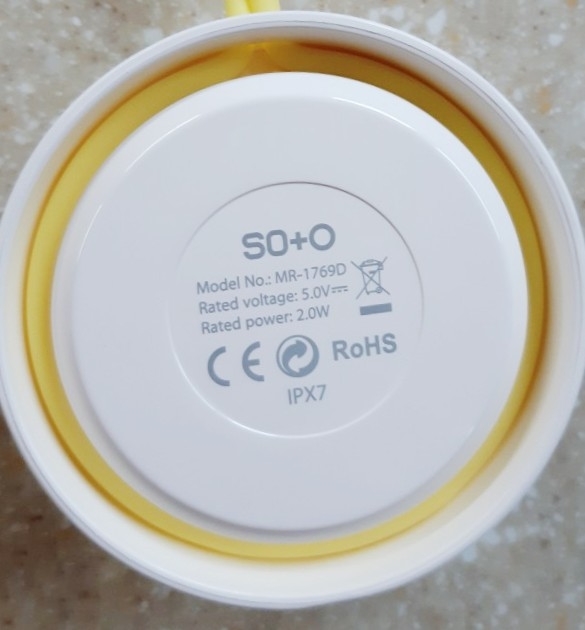 SO+O
Model No.: MR-1769D
Rated voltage: 5.0V⎓
Rated power: 2.0W
CE RoHS
IPX7